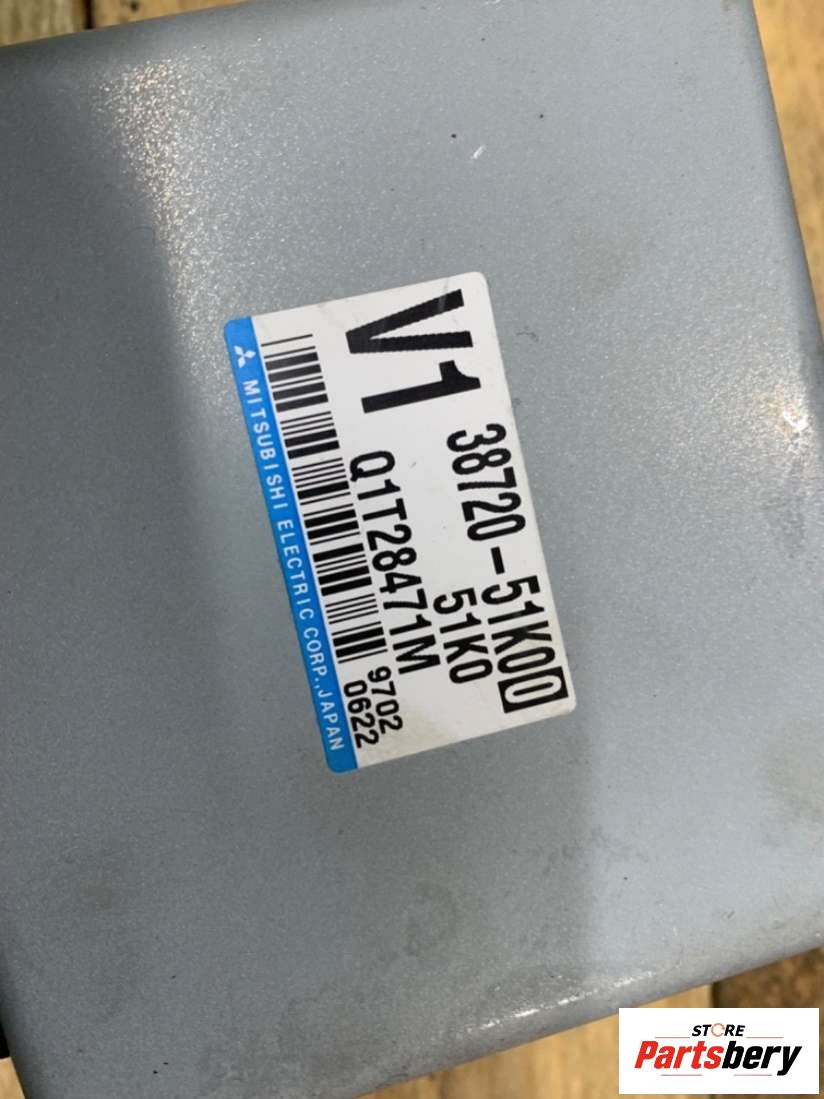 V1
38720-51K00
51K0
Q1T28471M
9702
0622
MITSUBISHI ELECTRIC CORP., JAPAN
STORE
Partsbery